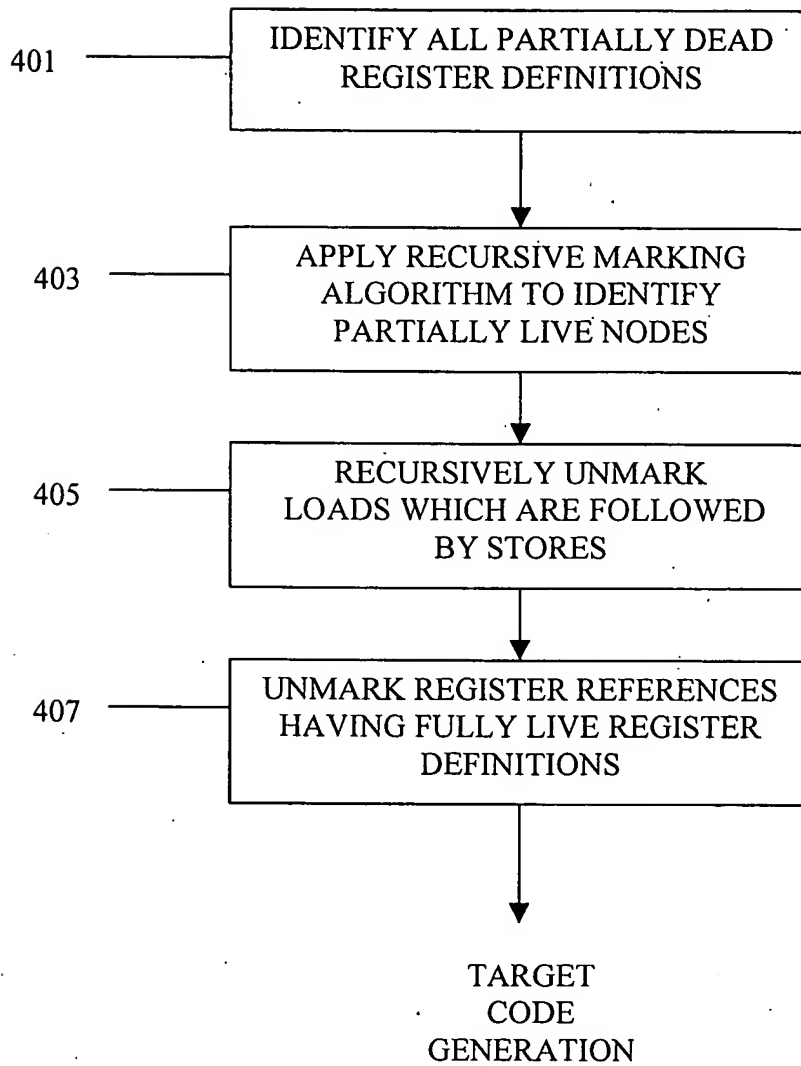 401
IDENTIFY ALL PARTIALLY DEAD
REGISTER DEFINITIONS
403
APPLY RECURSIVE MARKING
ALGORITHM TO IDENTIFY
PARTIALLY LIVE NODES
405
RECURSIVELY UNMARK
LOADS WHICH ARE FOLLOWED
BY STORES
407
UNMARK REGISTER REFERENCES
HAVING FULLY LIVE REGISTER
DEFINITIONS
TARGET
CODE
GENERATION